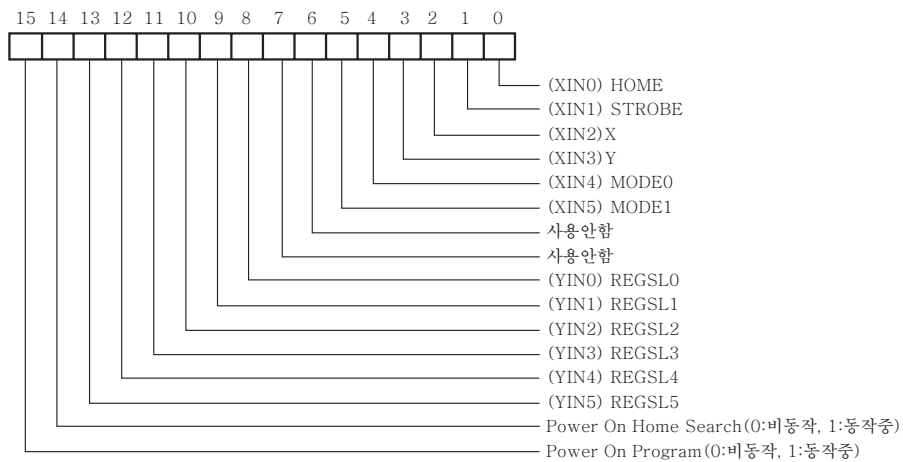 15 14 13 12 11 10 9 8 7 6 5 4 3 2 1 0
(XIN0) HOME
(XIN1) STROBE
(XIN2)X
(XIN3)Y
(XIN4) MODE0
(XIN5) MODE1
사용안함
사용안함
(YIN0) REGSL0
(YIN1) REGSL1
(YIN2) REGSL2
(YIN3) REGSL3
(YIN4) REGSL4
(YIN5) REGSL5
Power On Home Search(0:비동작, 1:동작중)
Power On Program(0:비동작, 1:동작중)